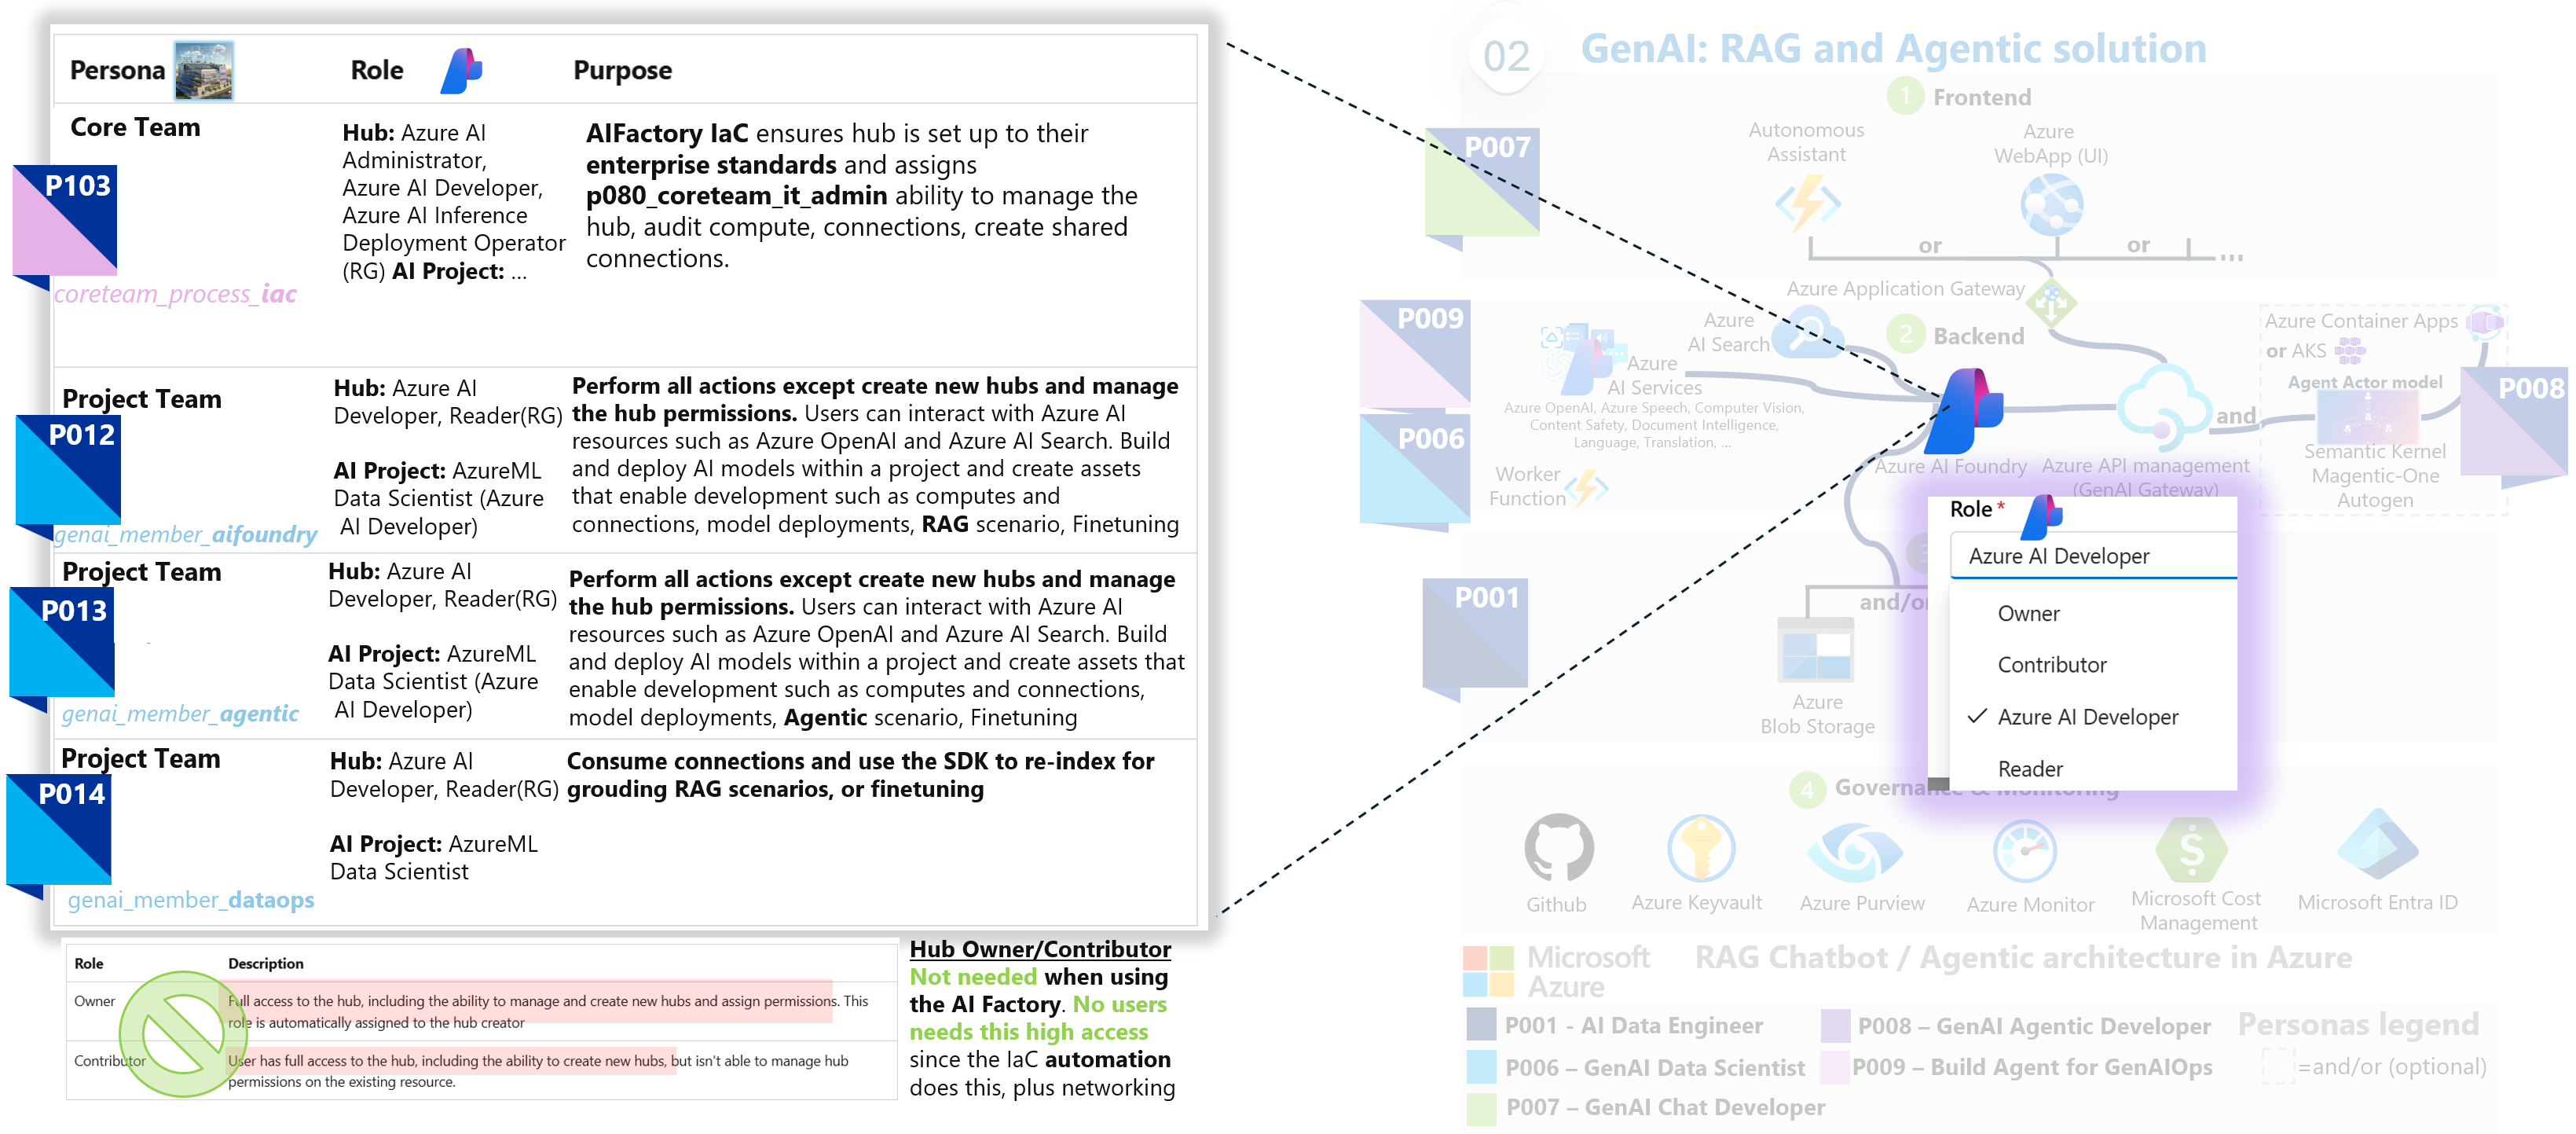 Persona
Role
Purpose
Core Team
P103
coreteam_process_iac
Hub: Azure AI
Administrator,
Azure AI Developer,
Azure AI Inference
Deployment Operator
(RG) AI Project: ...
AIFactory IaC ensures hub is set up to their
enterprise standards and assigns
p080_coreteam_it_admin ability to manage the
hub, audit compute, connections, create shared
connections.
Project Team
P012
genai_member_aifoundry
Hub: Azure AI
Developer, Reader(RG)
AI Project: AzureML
Data Scientist (Azure
AI Developer)
Perform all actions except create new hubs and manage
the hub permissions. Users can interact with Azure AI
resources such as Azure OpenAI and Azure AI Search. Build
and deploy AI models within a project and create assets
that enable development such as computes and
connections, model deployments, RAG scenario, Finetuning
Project Team
P013
genai_member_agentic
Hub: Azure AI
Developer, Reader(RG)
AI Project: AzureML
Data Scientist (Azure
AI Developer)
Perform all actions except create new hubs and manage
the hub permissions. Users can interact with Azure AI
resources such as Azure OpenAI and Azure AI Search. Build
and deploy AI models within a project and create assets that
enable development such as computes and connections,
model deployments, Agentic scenario, Finetuning
Project Team
P014
genai_member_dataops
Hub: Azure AI
Developer, Reader(RG)
AI Project: AzureML
Data Scientist
Consume connections and use the SDK to re-index for
grouding RAG scenarios, or finetuning
Role
Description
Owner
Full access to the hub, including the ability to manage and create new hubs and assign permissions. This
role is automatically assigned to the hub creator
Contributor
User has full access to the hub, including the ability to create new hubs, but isn't able to manage hub
permissions on the existing resource.
Hub Owner/Contributor
Not needed when using
the AI Factory. No users
needs this high access
since the IaC automation
does this, plus networking
02
GenAI: RAG and Agentic solution
1 Frontend
P007
Autonomous
Assistant
Azure
WebApp (UI)
or
or
...
Azure Application Gateway
P009
P006
Azure
AI Search
2 Backend
Azure
AI Services
Azure OpenAI, Azure Speech, Computer Vision,
Content Safety, Document Intelligence,
Language, Translation, ...
Worker
Function
Azure AI Foundry
Azure API management
(GenAI Gateway)
and
Azure Container Apps
or AKS
Agent Actor model
Semantic Kernel
Magentic-One
Autogen
P008
Role *
Azure AI Developer
Owner
Contributor
Azure AI Developer
Reader
P001
3
and/or
Azure
Blob Storage
4 Governance & Monitoring
Github
Azure Keyvault
Azure Purview
Azure Monitor
Microsoft Cost
Management
Microsoft Entra ID
Microsoft
Azure
RAG Chatbot / Agentic architecture in Azure
P001 - AI Data Engineer
P008 – GenAI Agentic Developer
Personas legend
P006 – GenAI Data Scientist
P009 – Build Agent for GenAIOps
=and/or (optional)
P007 – GenAI Chat Developer